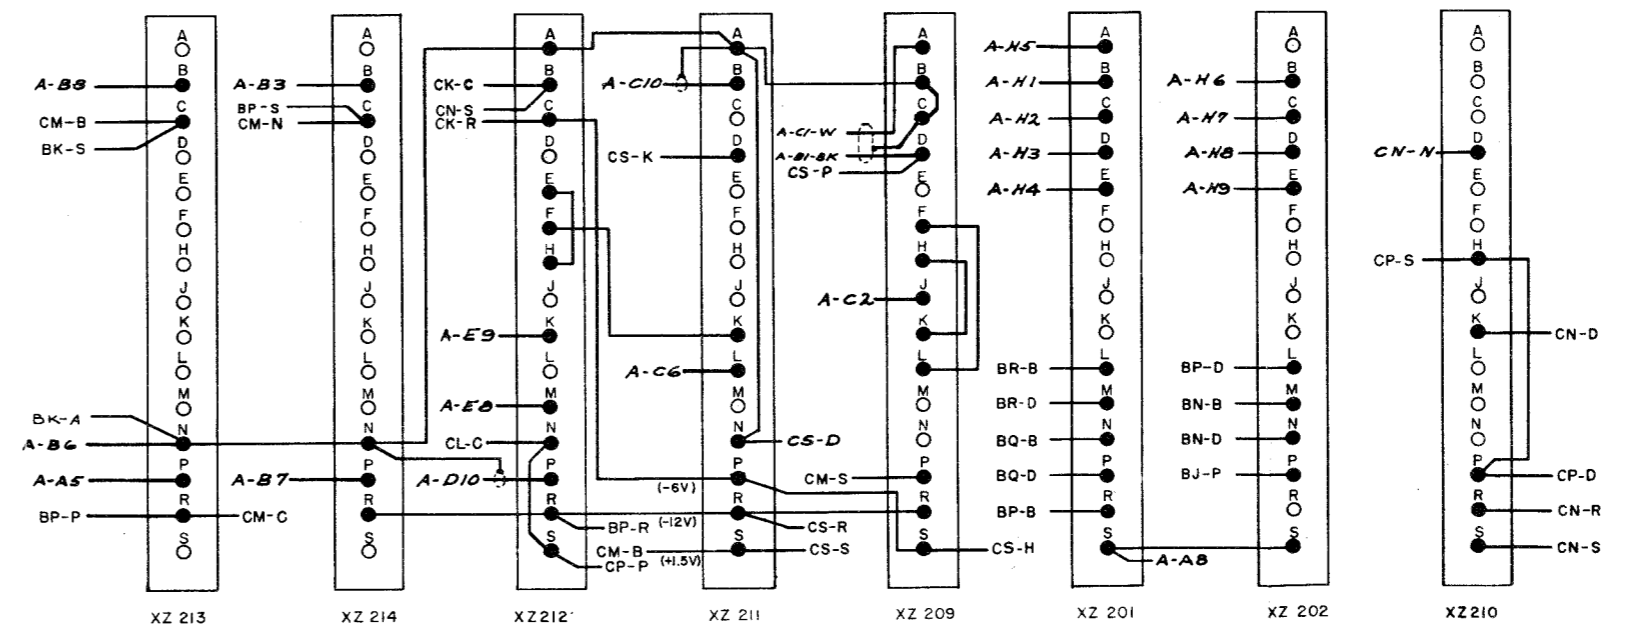 A A A A A A A A
B B B B B B B B
C C C C C C C C
D D D D D D D D
E E E E E E E E
F F F F F F F F
H H H H H H H H
J J J J J J J J
K K K K K K K K
L L L L L L L L
M M M M M M M M
N N N N N N N N
P P P P P P P P
R R R R R R R R
S S S S S S S S
A-B8
CM-B
BK-S
BK-A
A-B6
A-A5
BP-P
CM-C
XZ 213
A-B3
BP-S
CM-N
A-B7
XZ 214
CK-C
CN-S
CK-R
A-E9
A-E8
CL-C
A-D10
BP-R
CP-P
XZ212
A-C10
CS-K
A-C6
CS-D
(-6V)
(-12V)
CS-R
CM-B
(+1.5V)
CS-S
XZ 211
A-C1-W
A-B1-BK
CS-P
A-C2
CM-S
CS-H
XZ 209
A-H5
A-H1
A-H2
A-H3
A-H4
BR-B
BR-D
BQ-B
BQ-D
BP-B
A-A8
XZ 201
A-H6
A-H7
A-H8
A-H9
BP-D
BN-B
BN-D
BJ-P
XZ 202
CN-N
CP-S
CN-D
CP-D
CN-R
CN-S
XZ210